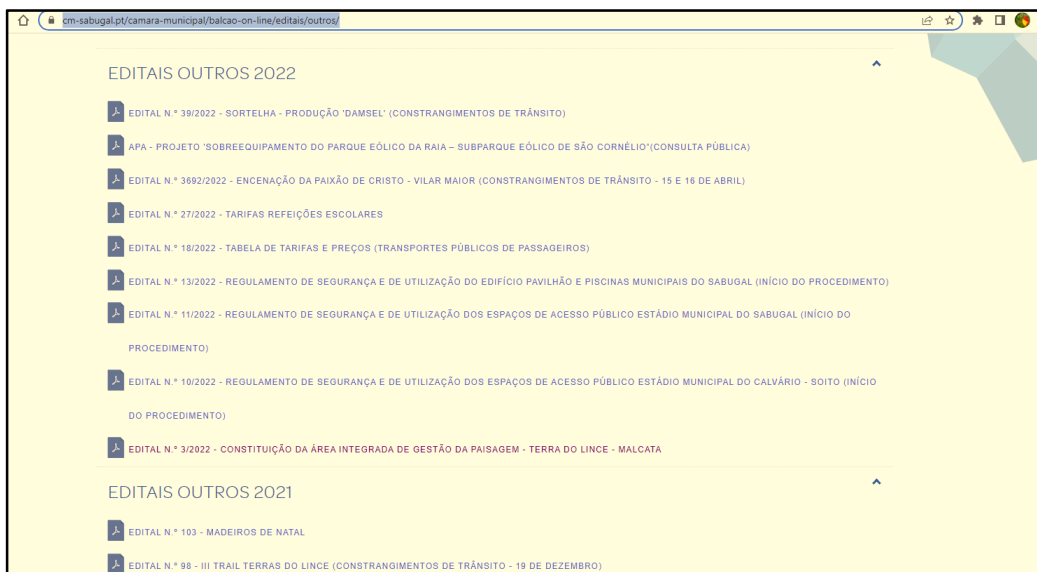 cm-sabugal.pt/camara-municipal/balcao-on-line/editais/outros/
EDITAIS OUTROS 2022
EDITAL N.º 39/2022 - SORTELHA - PRODUÇÃO 'DAMSEL' (CONSTRANGIMENTOS DE TRÂNSITO)
APA - PROJETO 'SOBREEQUIPAMENTO DO PARQUE EÓLICO DA RAIA – SUBPARQUE EÓLICO DE SÃO CORNÉLIO'(CONSULTA PÚBLICA)
EDITAL N.º 3692/2022 - ENCENAÇÃO DA PAIXÃO DE CRISTO - VILAR MAIOR (CONSTRANGIMENTOS DE TRÂNSITO - 15 E 16 DE ABRIL)
EDITAL N.º 27/2022 - TARIFAS REFEIÇÕES ESCOLARES
EDITAL N.º 18/2022 - TABELA DE TARIFAS E PREÇOS (TRANSPORTES PÚBLICOS DE PASSAGEIROS)
EDITAL N.º 13/2022 - REGULAMENTO DE SEGURANÇA E DE UTILIZAÇÃO DO EDIFÍCIO PAVILHÃO E PISCINAS MUNICIPAIS DO SABUGAL (INÍCIO DO PROCEDIMENTO)
EDITAL N.º 11/2022 - REGULAMENTO DE SEGURANÇA E DE UTILIZAÇÃO DOS ESPAÇOS DE ACESSO PÚBLICO ESTÁDIO MUNICIPAL DO SABUGAL (INÍCIO DO
PROCEDIMENTO)
EDITAL N.º 10/2022 - REGULAMENTO DE SEGURANÇA E DE UTILIZAÇÃO DOS ESPAÇOS DE ACESSO PÚBLICO ESTÁDIO MUNICIPAL DO CALVÁRIO - SOITO (INÍCIO
DO PROCEDIMENTO)
EDITAL N.º 3/2022 - CONSTITUIÇÃO DA ÁREA INTEGRADA DE GESTÃO DA PAISAGEM - TERRA DO LINCE - MALCATA
EDITAIS OUTROS 2021
EDITAL N.º 103 - MADEIROS DE NATAL
EDITAL N.º 98 - III TRAIL TERRAS DO LINCE (CONSTRANGIMENTOS DE TRÂNSITO - 19 DE DEZEMBRO)